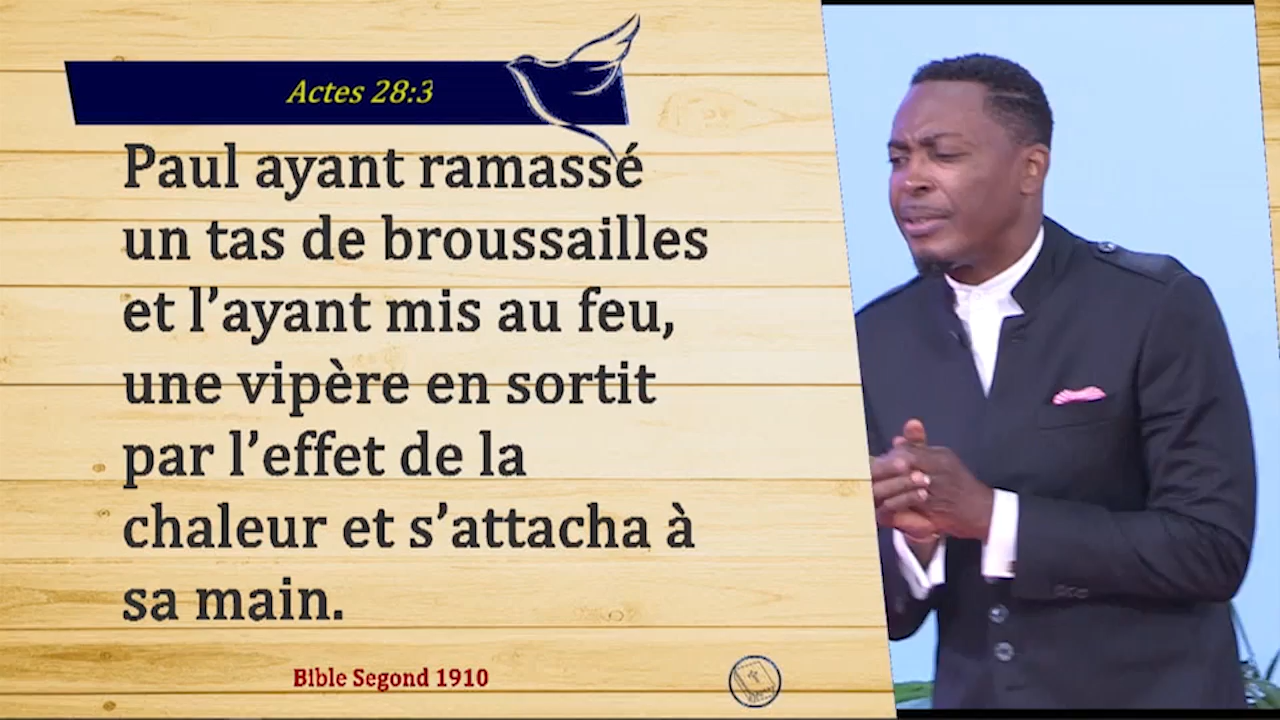 Actes 28:3
Paul ayant ramassé
un tas de broussailles
et l’ayant mis au feu,
une vipère en sortit
par l’effet de la
chaleur et s’attacha à
sa main.
Bible Segond 1910